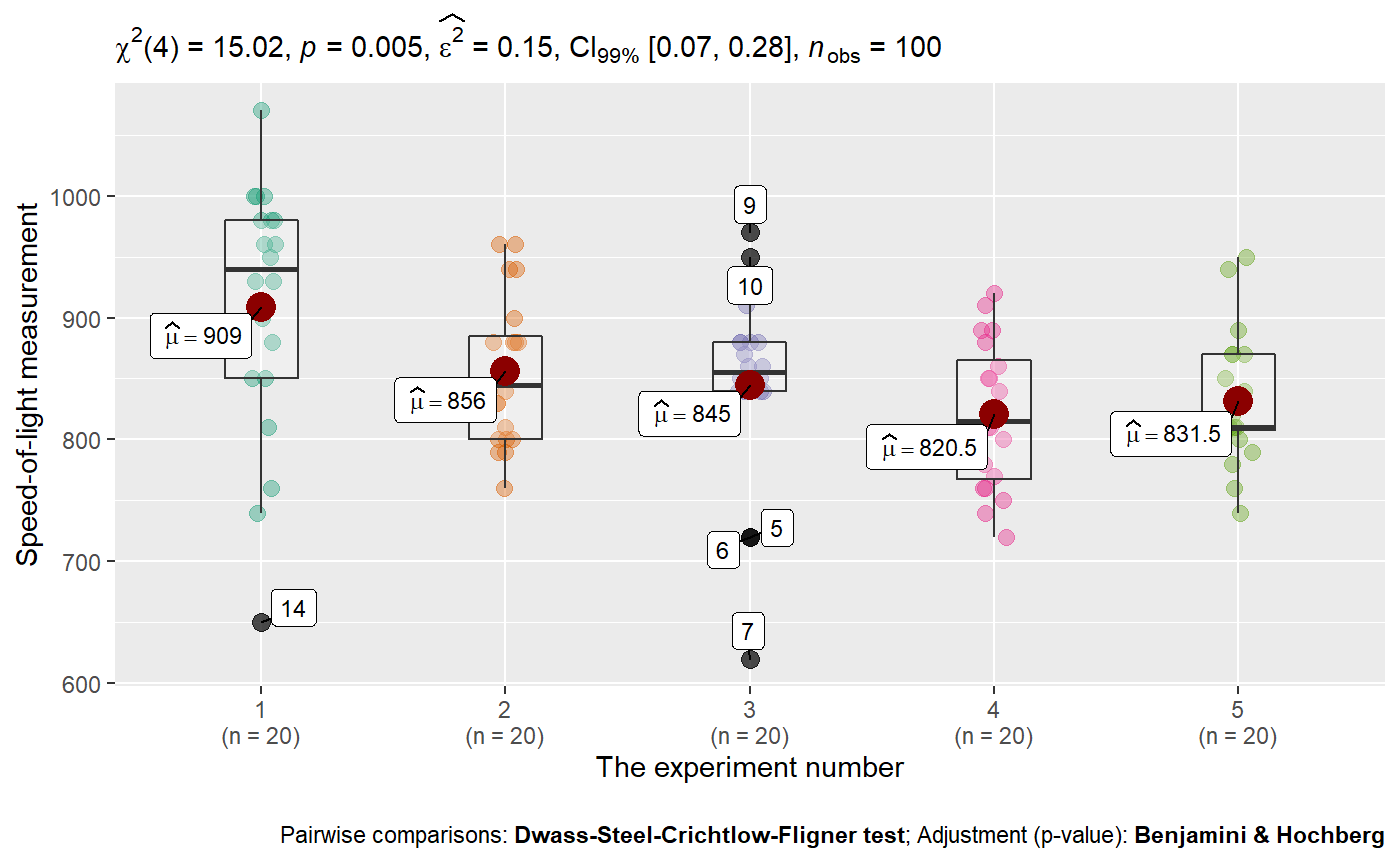 χ²(4) = 15.02, p = 0.005, ε̂² = 0.15, CI₉₉% [0.07, 0.28], n_obs = 100
Speed-of-light measurement
1000
900
800
700
600
9
10
μ̂ = 909
μ̂ = 856
μ̂ = 845
μ̂ = 820.5
μ̂ = 831.5
5
6
14
7
1 2 3 4 5
(n = 20) (n = 20) (n = 20) (n = 20) (n = 20)
The experiment number
Pairwise comparisons: Dwass-Steel-Crichtlow-Fligner test; Adjustment (p-value): Benjamini & Hochberg